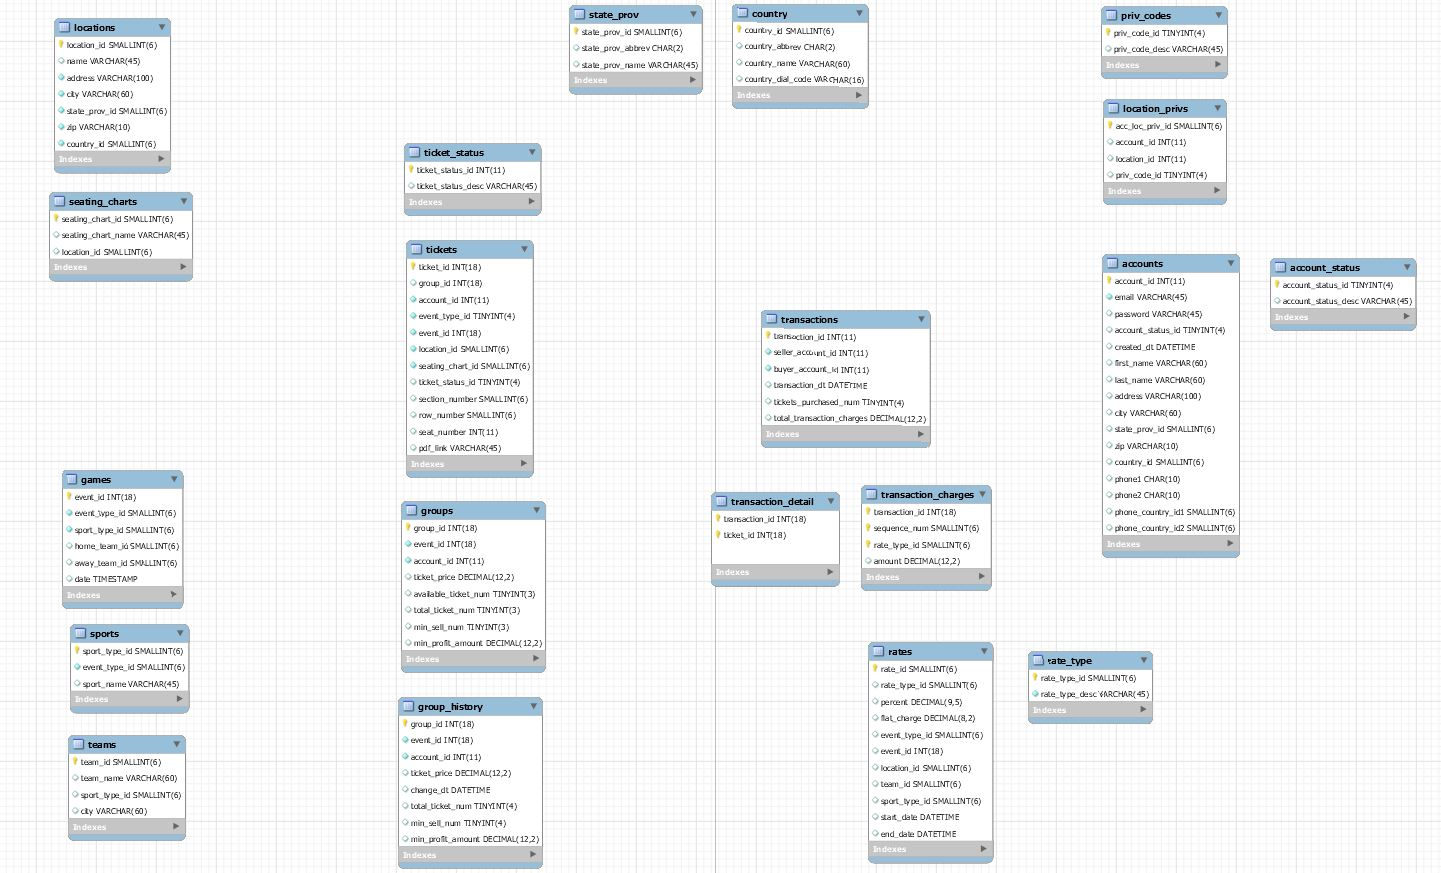 locations
location_id SMALLINT(6)
name VARCHAR(45)
address VARCHAR(100)
city VARCHAR(60)
state_prov_id SMALLINT(6)
zip VARCHAR(10)
country_id SMALLINT(6)
Indexes
seating_charts
seating_chart_id SMALLINT(6)
seating_chart_name VARCHAR(45)
location_id SMALLINT(6)
Indexes
games
event_id INT(18)
event_type_id SMALLINT(6)
sport_type_id SMALLINT(6)
home_team_id SMALLINT(6)
away_team_id SMALLINT(6)
date TIMESTAMP
Indexes
sports
sport_type_id SMALLINT(6)
event_type_id SMALLINT(6)
sport_name VARCHAR(45)
Indexes
teams
team_id SMALLINT(6)
team_name VARCHAR(60)
sport_type_id SMALLINT(6)
city VARCHAR(60)
Indexes
ticket_status
ticket_status_id INT(11)
ticket_status_desc VARCHAR(45)
Indexes
tickets
ticket_id INT(18)
group_id INT(18)
account_id INT(11)
event_type_id TINYINT(4)
event_id INT(18)
location_id SMALLINT(6)
seating_chart_id SMALLINT(6)
ticket_status_id TINYINT(4)
section_number SMALLINT(6)
row_number SMALLINT(6)
seat_number INT(11)
pdf_link VARCHAR(45)
Indexes
groups
group_id INT(18)
event_id INT(18)
account_id INT(11)
ticket_price DECIMAL(12,2)
available_ticket_num TINYINT(3)
total_ticket_num TINYINT(3)
min_sell_num TINYINT(3)
min_profit_amount DECIMAL(12,2)
Indexes
group_history
group_id INT(18)
event_id INT(18)
account_id INT(11)
ticket_price DECIMAL(12,2)
change_dt DATETIME
total_ticket_num TINYINT(4)
min_sell_num TINYINT(4)
min_profit_amount DECIMAL(12,2)
Indexes
state_prov
state_prov_id SMALLINT(6)
state_prov_abbrev CHAR(2)
state_prov_name VARCHAR(45)
Indexes
country
country_id SMALLINT(6)
country_abbrev CHAR(2)
country_name VARCHAR(60)
country_dial_code VARCHAR(16)
Indexes
transactions
transaction_id INT(11)
seller_account_id INT(11)
buyer_account_id INT(11)
transaction_dt DATETIME
tickets_purchased_num TINYINT(4)
total_transaction_charges DECIMAL(12,2)
Indexes
transaction_detail
transaction_id INT(18)
ticket_id INT(18)
Indexes
transaction_charges
transaction_id INT(18)
sequence_num SMALLINT(6)
rate_type_id SMALLINT(6)
amount DECIMAL(12,2)
Indexes
rates
rate_id SMALLINT(6)
rate_type_id SMALLINT(6)
percent DECIMAL(9,5)
flat_charge DECIMAL(8,2)
event_type_id SMALLINT(6)
event_id INT(18)
location_id SMALLINT(6)
team_id SMALLINT(6)
sport_type_id SMALLINT(6)
start_date DATETIME
end_date DATETIME
Indexes
rate_type
rate_type_id SMALLINT(6)
rate_type_desc VARCHAR(45)
Indexes
priv_codes
priv_code_id TINYINT(4)
priv_code_desc VARCHAR(45)
Indexes
location_privs
acc_loc_priv_id SMALLINT(6)
account_id INT(11)
location_id INT(11)
priv_code_id TINYINT(4)
Indexes
accounts
account_id INT(11)
email VARCHAR(45)
password VARCHAR(45)
account_status_id TINYINT(4)
created_dt DATETIME
first_name VARCHAR(60)
last_name VARCHAR(60)
address VARCHAR(100)
city VARCHAR(60)
state_prov_id SMALLINT(6)
zip VARCHAR(10)
country_id SMALLINT(6)
phone1 CHAR(10)
phone2 CHAR(10)
phone_country_id1 SMALLINT(6)
phone_country_id2 SMALLINT(6)
Indexes
account_status
account_status_id TINYINT(4)
account_status_desc VARCHAR(45)
Indexes